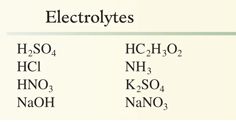 Electrolytes
H₂SO₄ HC₂H₃O₂
HCl NH₃
HNO₃ K₂SO₄
NaOH NaNO₃